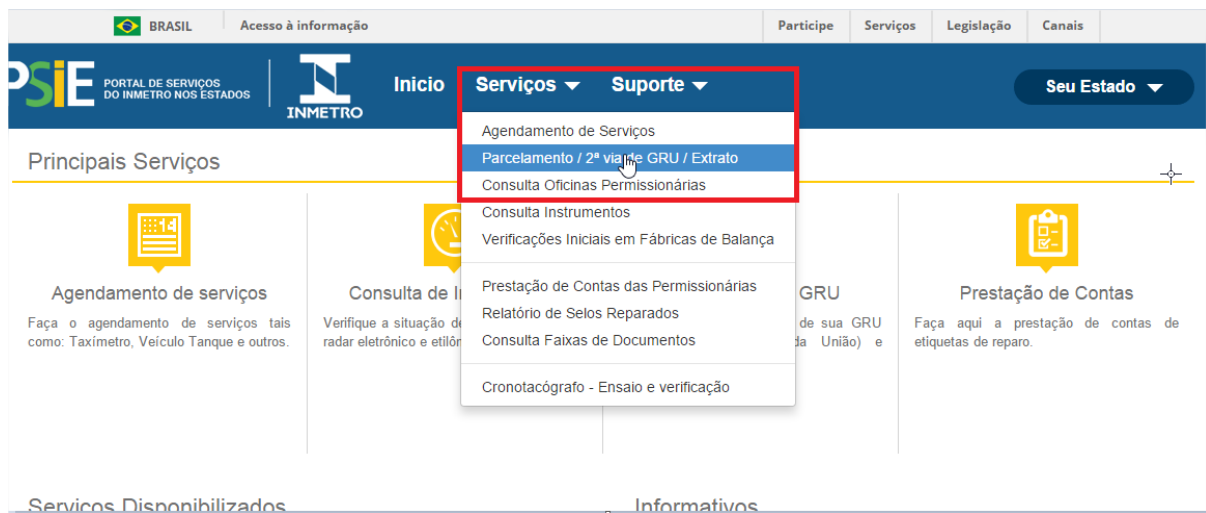 BRASIL
Acesso à informação
Participe
Serviços
Legislação
Canais
PSiE
PORTAL DE SERVIÇOS
DO INMETRO NOS ESTADOS
INMETRO
Inicio
Serviços
Suporte
Seu Estado
Agendamento de Serviços
Parcelamento / 2ª via de GRU / Extrato
Consulta Oficinas Permissionárias
Consulta Instrumentos
Verificações Iniciais em Fábricas de Balança
Prestação de Contas das Permissionárias
Relatório de Selos Reparados
Consulta Faixas de Documentos
Cronotacógrafo - Ensaio e verificação
Principais Serviços
14
Agendamento de serviços
Faça o agendamento de serviços tais
como: Taxímetro, Veículo Tanque e outros.
Consulta de
Verifique a situação
radar eletrônico e
GRU
de sua GRU
União) e
Prestação de Contas
Faça aqui a prestação de contas de
etiquetas de reparo.
Serviços Disponibilizados
Informativos